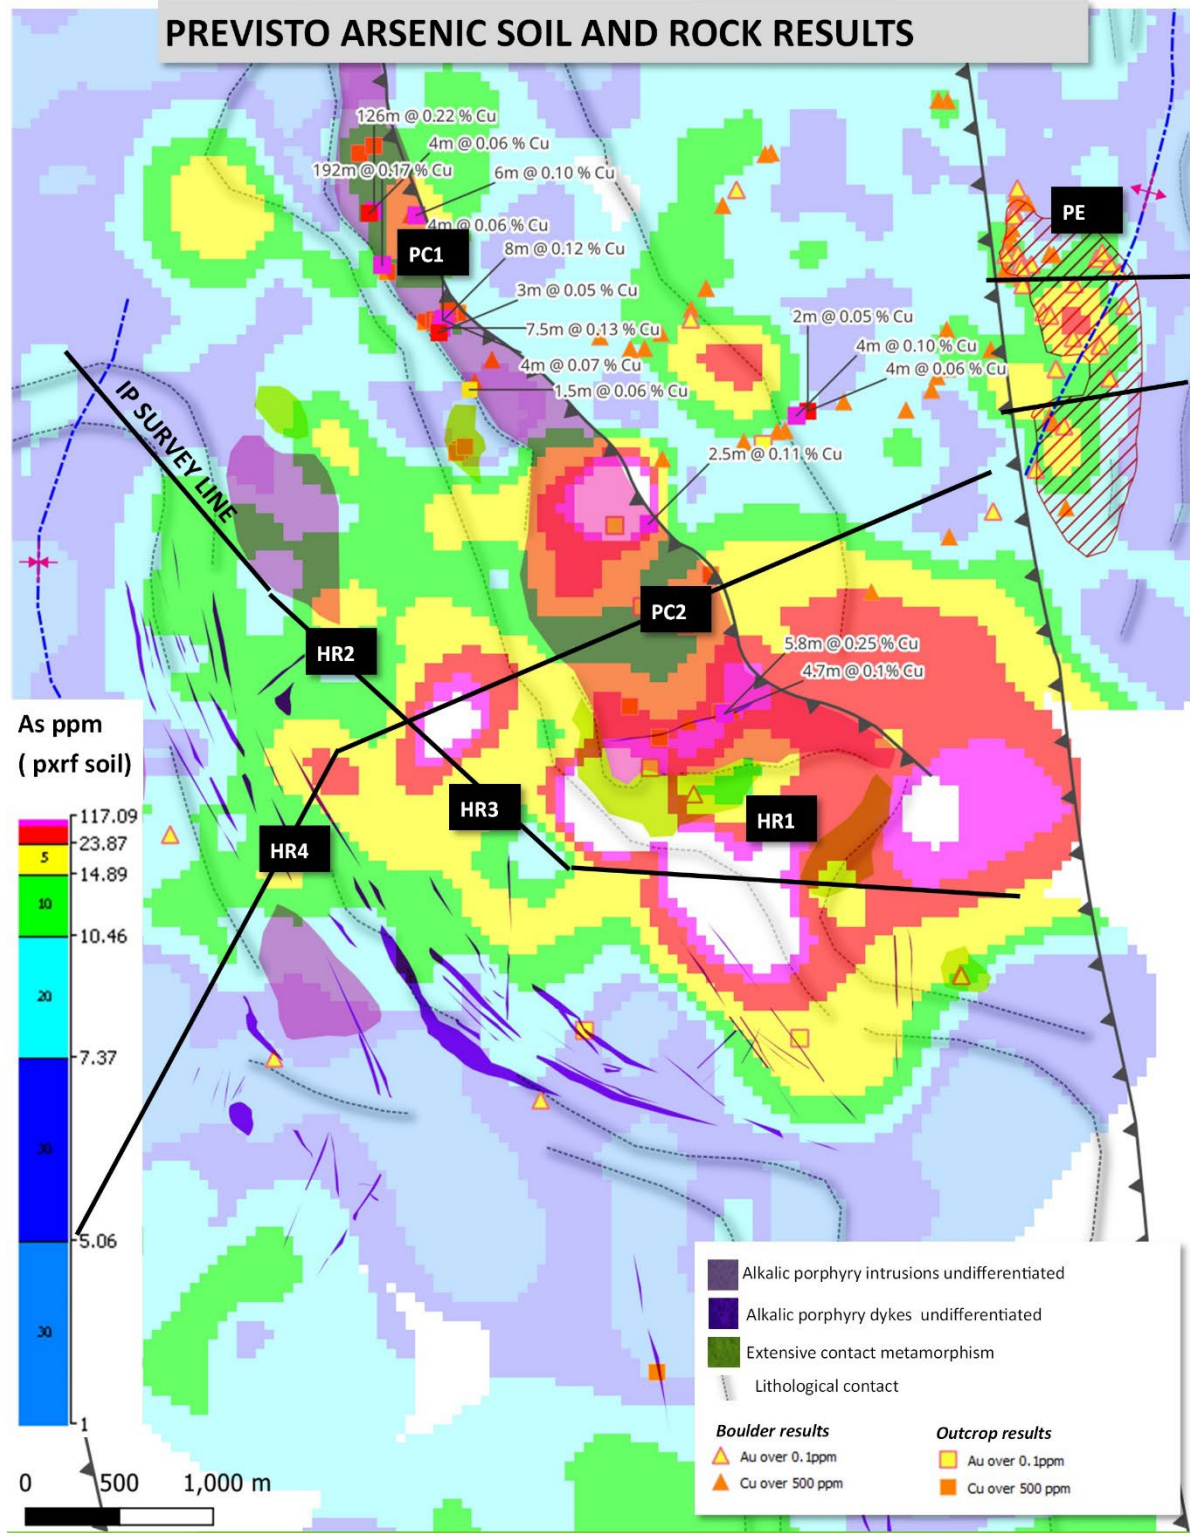 PREVISTO ARSENIC SOIL AND ROCK RESULTS
126m @ 0.22 % Cu
4m @ 0.06 % Cu
192m @ 0.17 % Cu
6m @ 0.10 % Cu
4m @ 0.06 % Cu
PE
PC1
8m @ 0.12 % Cu
3m @ 0.05 % Cu
2m @ 0.05 % Cu
7.5m @ 0.13 % Cu
4m @ 0.10 % Cu
4m @ 0.07 % Cu
4m @ 0.06 % Cu
1.5m @ 0.06 % Cu
IP SURVEY LINE
2.5m @ 0.11 % Cu
PC2
HR2
5.8m @ 0.25 % Cu
4.7m @ 0.1% Cu
As ppm
( pxrf soil)
HR3
HR1
HR4
117.09
23.87
5
14.89
10
10.46
20
7.37
30
5.06
30
1
0 500 1,000 m
Alkalic porphyry intrusions undifferentiated
Alkalic porphyry dykes undifferentiated
Extensive contact metamorphism
Lithological contact
Boulder results Outcrop results
Au over 0.1ppm Au over 0.1ppm
Cu over 500 ppm Cu over 500 ppm